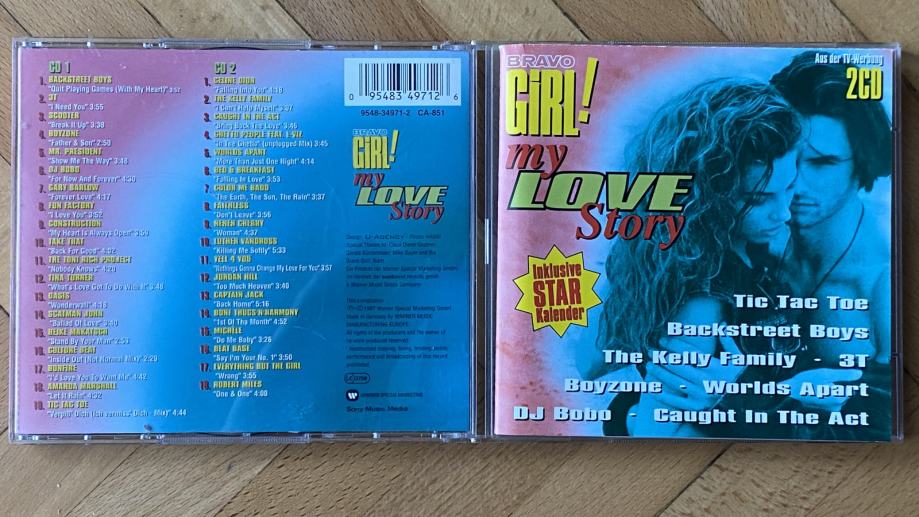 CD 1
1. BACKSTREET BOYS
"Quit Playing Games (With My Heart)" 3:52
2. 3T
"I Need You" 3:55
3. SCOOTER
"Break It Up" 3:38
4. BOYZONE
"Father & Son" 2:50
5. MR. PRESIDENT
"Show Me The Way" 3:48
6. DJ BOBO
"For Now And Forever" 4:30
7. GARY BARLOW
"Forever Love" 4:17
8. FUN FACTORY
"I Love You" 3:52
9. CONSTRUCTION
"My Heart Is Always Open" 3:59
10. TAKE THAT
"Back For Good" 4:02
11. THE TONY RICH PROJECT
"Nobody Knows" 4:20
12. TINA TURNER
"What's Love Got To Do With It" 3:48
13. OASIS
"Wonderwall" 4:18
14. SCATMAN JOHN
"Ballad Of Love" 3:40
15. HEIKE MAKATSCH
"Stand By Your Man"
16. CULTURE BEAT
"Inside Out (Not Normal Mix)" 2:29
17. BONFIRE
"I'd Love You To Want Me" 4:42
18. AMANDA MARSHALL
"Let It Rain" 4:32
19. TIC TAC TOE
"Verpiß' Dich (Ich vermiss' Dich - Mix)" 4:44
CD 2
1. CELINE DION
"Falling Into You" 4:18
2. THE KELLY FAMILY
"I Can't Help Myself" 3:37
3. CAUGHT IN THE ACT
"Bring Back The Love" 3:46
4. GHETTO PEOPLE FEAT. L-VIZ
"In The Ghetto" (unplugged Mix) 3:45
5. WORLDS APART
"More Than Just One Night" 4:14
6. BED & BREAKFAST
"Falling In Love" 3:53
7. COLOR ME BADD
"The Earth, The Sun, The Rain" 3:37
8. FAITHLESS
"Don't Leave" 3:56
9. NENEH CHERRY
"Woman" 4:37
10. LUTHER VANDROSS
"Killing Me Softly" 5:33
11. YELL 4 YOU
"Nothings Gonna Change My Love For You" 3:57
12. JORDAN HILL
"Too Much Heaven" 3:40
13. CAPTAIN JACK
"Back Home" 5:16
14. BONE THUGS-N-HARMONY
"1st Of Tha Month" 4:52
15. MICHÉLE
"Do Me Baby" 3:26
16. BEAT BASE
"Say I'm Your No. 1" 3:50
17. EVERYTHING BUT THE GIRL
"Wrong" 3:55
18. ROBERT MILES
"One & One" 4:00
0 95483 49712 6
9548-34971-2 CA-851
BRAVO
GiRL!
my
LOVE
Story
Design: U-AGENCY
WARNER SPECIAL MARKETING
Sony Music Media
BRAVO
GiRL!
my
LOVE
Story
Aus der TV-Werbung
2CD
Inklusive
STAR
Kalender
Tic Tac Toe
Backstreet Boys
The Kelly Family - 3T
Boyzone - Worlds Apart
DJ Bobo - Caught In The Act